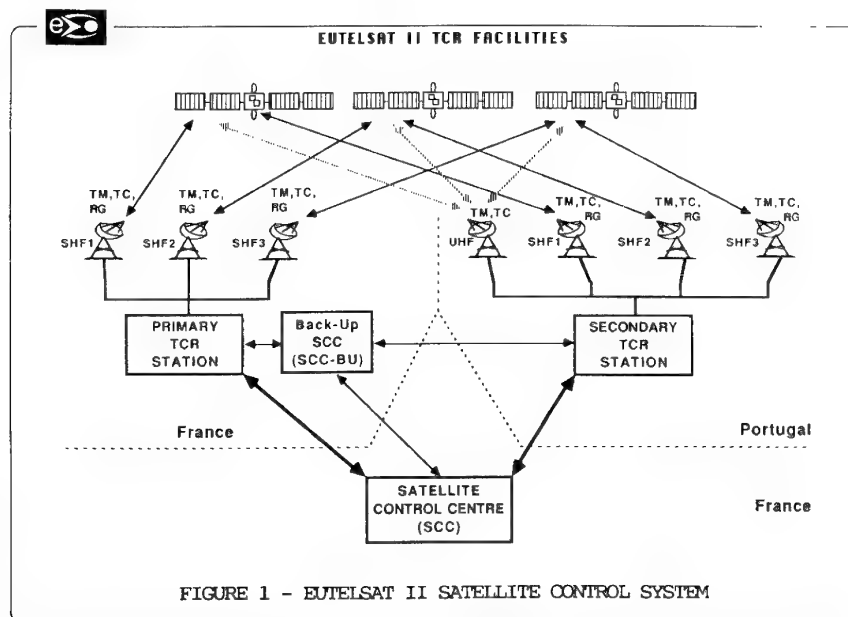 e
EUTELSAT II TCR FACILITIES
TM,TC,
RG
SHF1
TM,TC,
RG
SHF2
TM,TC,
RG
SHF3
TM,TC
UHF
TM,TC,
RG
SHF1
TM,TC,
RG
SHF2
TM,TC,
RG
SHF3
PRIMARY
TCR
STATION
Back-Up
SCC
(SCC-BU)
SECONDARY
TCR
STATION
France
Portugal
SATELLITE
CONTROL CENTRE
(SCC)
France
FIGURE 1 - EUTELSAT II SATELLITE CONTROL SYSTEM